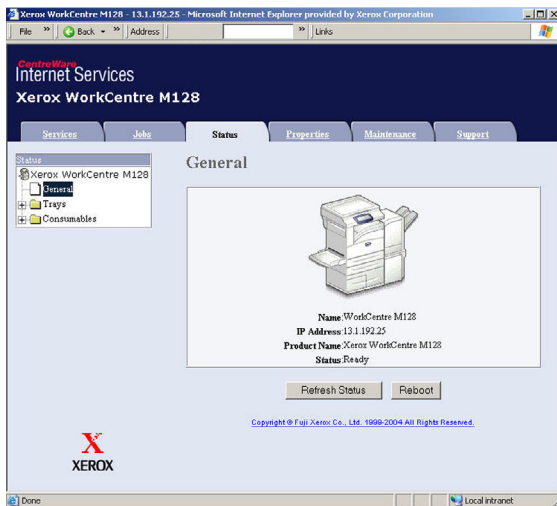 Xerox WorkCentre M128 - 13.1.192.25 - Microsoft Internet Explorer provided by Xerox Corporation
File » Back » Address » Links
CentreWare
Internet Services
Xerox WorkCentre M128
Services Jobs Status Properties Maintenance Support
Status
Xerox WorkCentre M128
General
Trays
Consumables
General
Name:WorkCentre M128
IP Address:13.1.192.25
Product Name:Xerox WorkCentre M128
Status:Ready
Refresh Status Reboot
Copyright © Fuji Xerox Co., Ltd. 1999-2004 All Rights Reserved.
X
XEROX
Done Local intranet